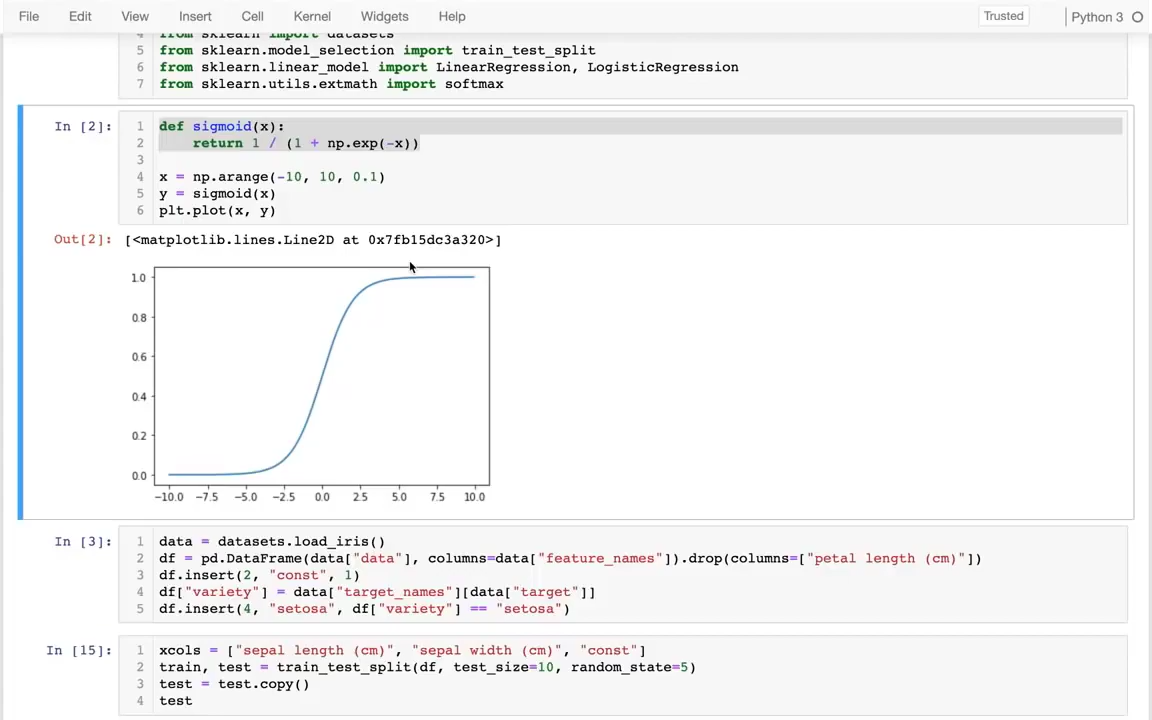 File Edit View Insert Cell Kernel Widgets Help Trusted Python 3
4 from sklearn import datasets
5 from sklearn.model_selection import train_test_split
6 from sklearn.linear_model import LinearRegression, LogisticRegression
7 from sklearn.utils.extmath import softmax
In [2]: 1 def sigmoid(x):
2     return 1 / (1 + np.exp(-x))
3
4 x = np.arange(-10, 10, 0.1)
5 y = sigmoid(x)
6 plt.plot(x, y)
Out[2]: [<matplotlib.lines.Line2D at 0x7fb15dc3a320>]
1.0
0.8
0.6
0.4
0.2
0.0
−10.0 −7.5 −5.0 −2.5 0.0 2.5 5.0 7.5 10.0
In [3]: 1 data = datasets.load_iris()
2 df = pd.DataFrame(data["data"], columns=data["feature_names"]).drop(columns=["petal length (cm)"])
3 df.insert(2, "const", 1)
4 df["variety"] = data["target_names"][data["target"]]
5 df.insert(4, "setosa", df["variety"] == "setosa")
In [15]: 1 xcols = ["sepal length (cm)", "sepal width (cm)", "const"]
2 train, test = train_test_split(df, test_size=10, random_state=5)
3 test = test.copy()
4 test